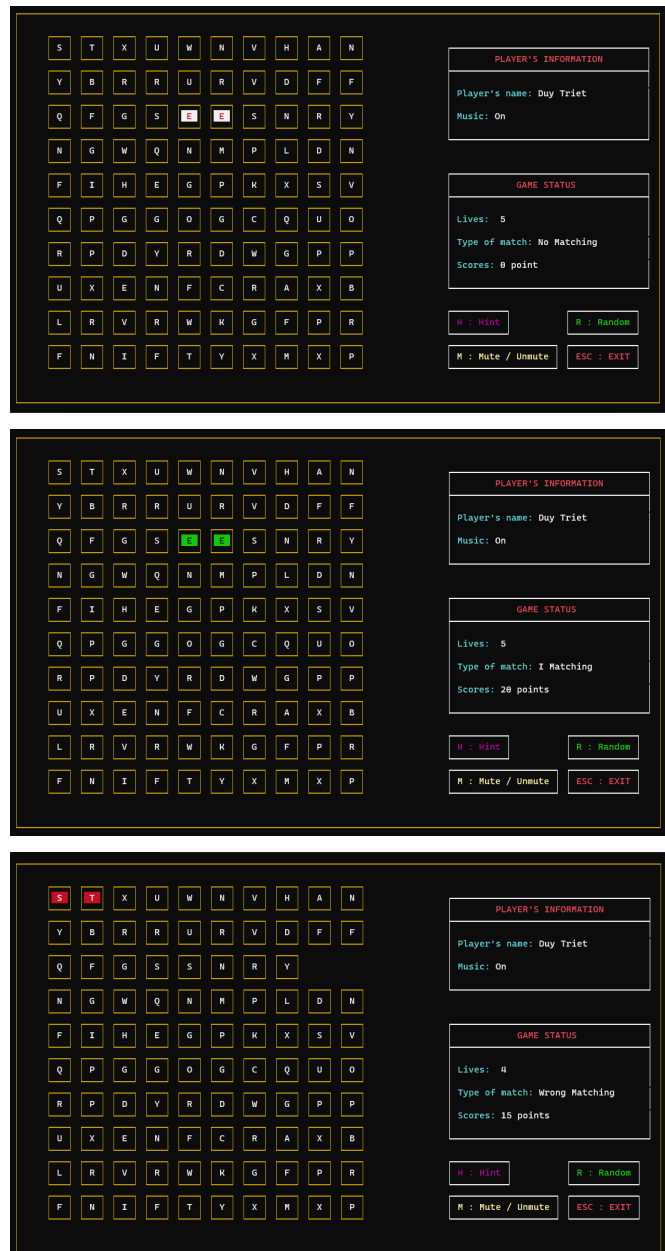 S T X U W N V H A N
PLAYER'S INFORMATION
Y B R R U R V D F F
Player's name: Duy Triet
Q F G S E E S N R Y
Music: On
N G W Q N M P L D N
F I H E G P K X S V
GAME STATUS
Q P G G O G C Q U O
Lives: 5
Type of match: No Matching
R P D Y R D W G P P
Scores: 0 point
U X E N F C R A X B
L R V R W K G F P R
H : Hint R : Random
F N I F T Y X M X P
M : Mute / Unmute ESC : EXIT
S T X U W N V H A N
PLAYER'S INFORMATION
Y B R R U R V D F F
Player's name: Duy Triet
Q F G S E E S N R Y
Music: On
N G W Q N M P L D N
F I H E G P K X S V
GAME STATUS
Q P G G O G C Q U O
Lives: 5
Type of match: I Matching
R P D Y R D W G P P
Scores: 20 points
U X E N F C R A X B
L R V R W K G F P R
H : Hint R : Random
F N I F T Y X M X P
M : Mute / Unmute ESC : EXIT
S T X U W N V H A N
PLAYER'S INFORMATION
Y B R R U R V D F F
Player's name: Duy Triet
Q F G S S N R Y
Music: On
N G W Q N M P L D N
F I H E G P K X S V
GAME STATUS
Q P G G O G C Q U O
Lives: 4
Type of match: Wrong Matching
R P D Y R D W G P P
Scores: 15 points
U X E N F C R A X B
L R V R W K G F P R
H : Hint R : Random
F N I F T Y X M X P
M : Mute / Unmute ESC : EXIT